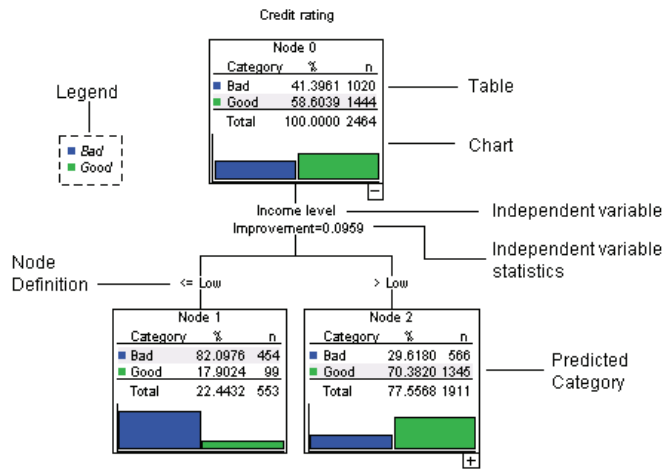 Credit rating
Node 0
Category % n
Bad 41.3961 1020
Good 58.6039 1444
Total 100.0000 2464
Table
Chart
Legend
Bad
Good
Income level
Improvement=0.0959
Independent variable
Independent variable
statistics
Node
Definition
<= Low
> Low
Node 1
Category % n
Bad 82.0976 454
Good 17.9024 99
Total 22.4432 553
Node 2
Category % n
Bad 29.6180 566
Good 70.3820 1345
Total 77.5568 1911
Predicted
Category